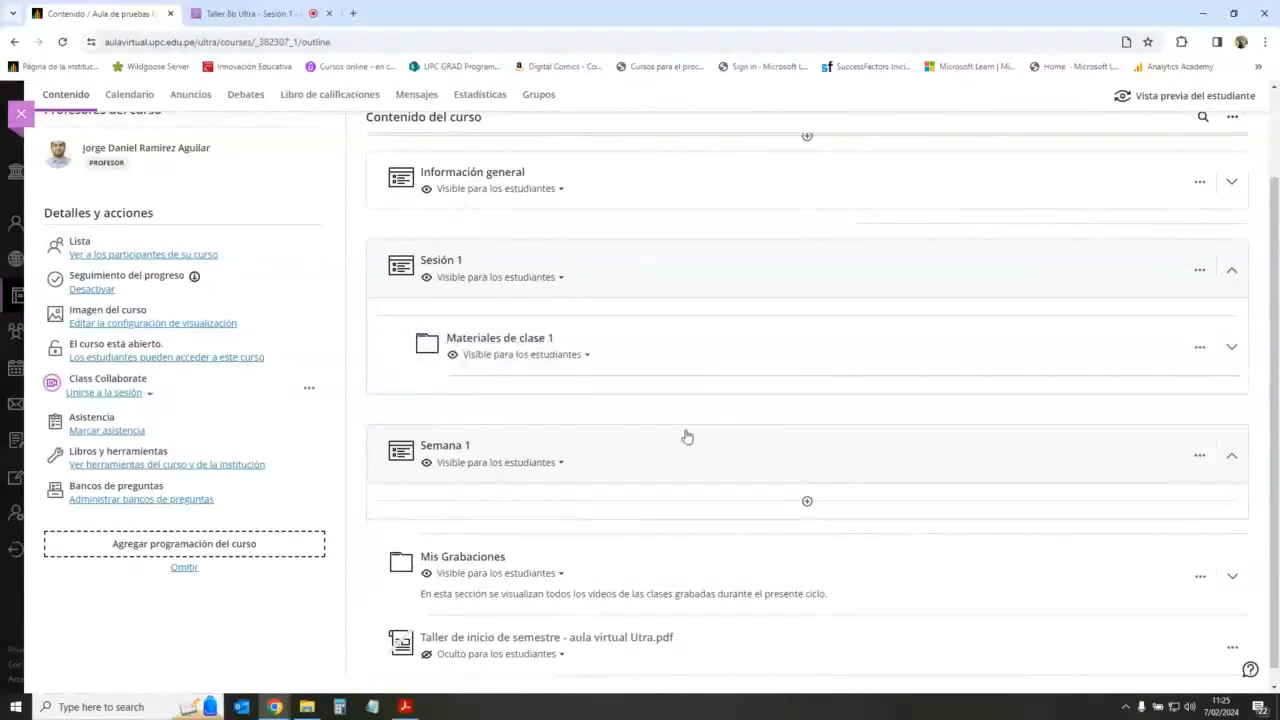 Contenido / Aula de pruebas U
Taller Bb Ultra - Sesión 1 -
aulavirtual.upc.edu.pe/ultra/courses/_382307_1/outline
Página de la instituc...
Wildgoose Server
Innovación Educativa
Cursos online - en c...
UPC GRAD Program...
Digital Comics - Co...
Cursos para el proc...
Sign in - Microsoft L...
SuccessFactors Inici...
Microsoft Learn | Mi...
Home - Microsoft L...
Analytics Academy
Contenido
Calendario
Anuncios
Debates
Libro de calificaciones
Mensajes
Estadísticas
Grupos
Vista previa del estudiante
Profesores del curso
Jorge Daniel Ramirez Aguilar
PROFESOR
Detalles y acciones
Lista
Ver a los participantes de su curso
Seguimiento del progreso
Desactivar
Imagen del curso
Editar la configuración de visualización
El curso está abierto.
Los estudiantes pueden acceder a este curso
Class Collaborate
Unirse a la sesión
Asistencia
Marcar asistencia
Libros y herramientas
Ver herramientas del curso y de la institución
Bancos de preguntas
Administrar bancos de preguntas
Agregar programación del curso
Omitir
Contenido del curso
Información general
Visible para los estudiantes
Sesión 1
Visible para los estudiantes
Materiales de clase 1
Visible para los estudiantes
Semana 1
Visible para los estudiantes
Mis Grabaciones
Visible para los estudiantes
En esta sección se visualizan todos los videos de las clases grabadas durante el presente ciclo.
Taller de inicio de semestre - aula virtual Utra.pdf
Oculto para los estudiantes
Type here to search
11:25
7/02/2024
22